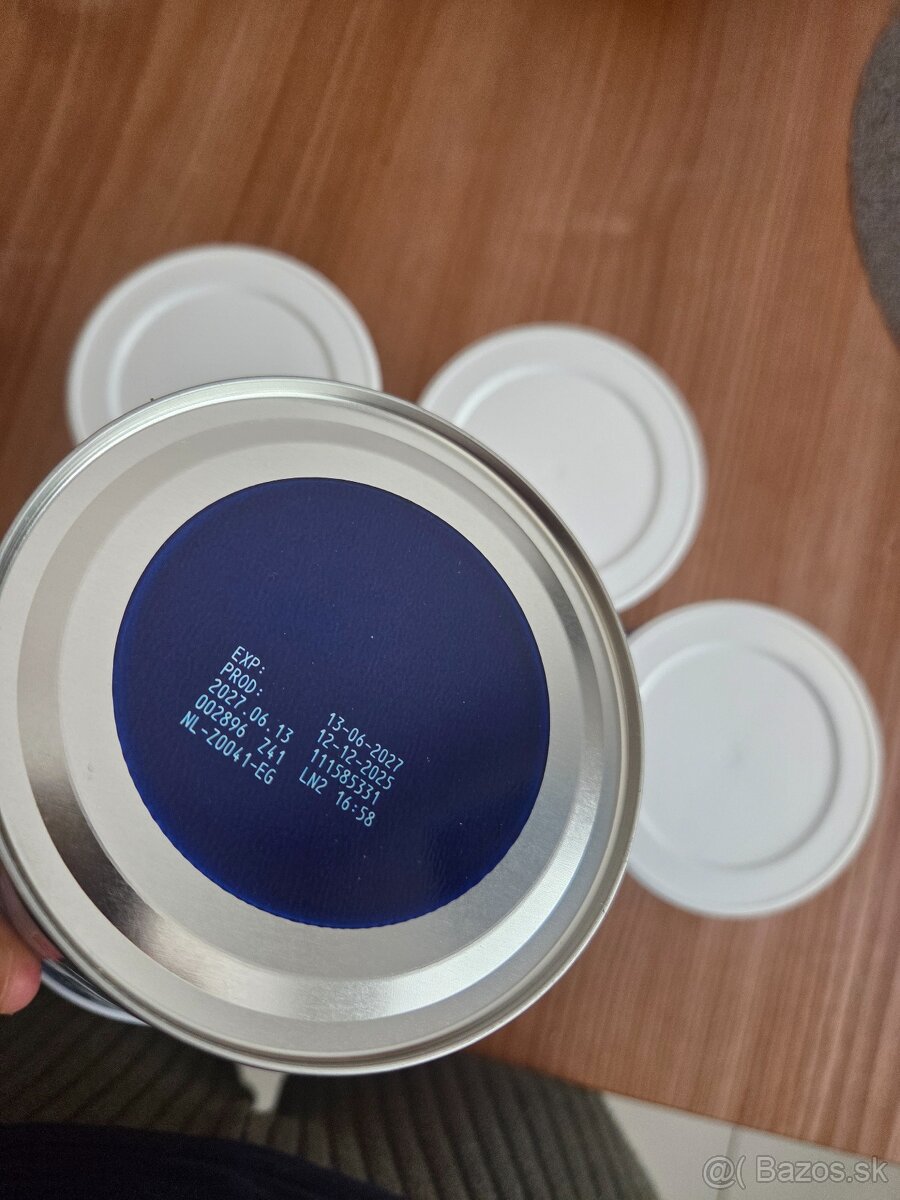 EXP: 13-06-2027
PROD: 12-12-2025
2027.06.13 111585331
002896 Z41 LN2 16:58
NL-Z0041-EG
@( Bazos.sk